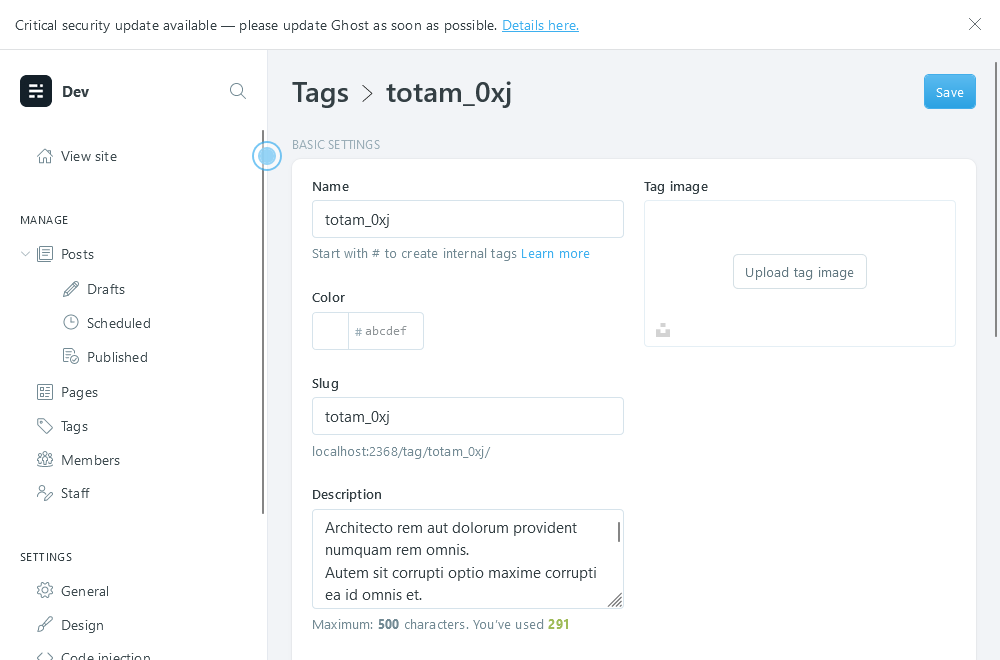 Critical security update available — please update Ghost as soon as possible. Details here.
Dev
View site
MANAGE
Posts
Drafts
Scheduled
Published
Pages
Tags
Members
Staff
SETTINGS
General
Design
Code injection
Tags > totam_0xj
Save
BASIC SETTINGS
Name
totam_0xj
Start with # to create internal tags Learn more
Color
# abcdef
Slug
totam_0xj
localhost:2368/tag/totam_0xj/
Description
Architecto rem aut dolorum provident
numquam rem omnis.
Autem sit corrupti optio maxime corrupti
ea id omnis et.
Maximum: 500 characters. You've used 291
Tag image
Upload tag image